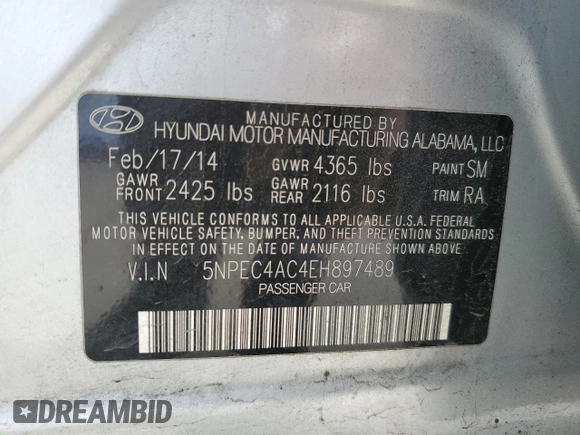 MANUFACTURED BY
HYUNDAI MOTOR MANUFACTURING ALABAMA, LLC
Feb/17/14 GVWR 4365 lbs PAINT SM
GAWR FRONT 2425 lbs GAWR REAR 2116 lbs TRIM RA
THIS VEHICLE CONFORMS TO ALL APPLICABLE U.S.A. FEDERAL
MOTOR VEHICLE SAFETY, BUMPER, AND THEFT PREVENTION STANDARDS
IN EFFECT ON THE DATE OF MANUFACTURE SHOWN ABOVE.
V.I.N 5NPEC4AC4EH897489
PASSENGER CAR
DREAMBID